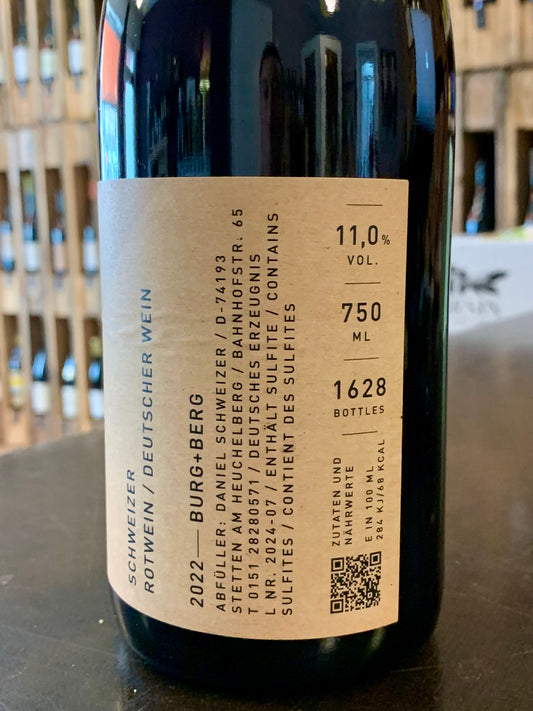 SCHWEIZER
ROTWEIN / DEUTSCHER WEIN
2022 — BURG+BERG
ABFÜLLER: DANIEL SCHWEIZER / D-74193
STETTEN AM HEUCHELBERG / BAHNHOFSTR. 65
T 0151 28280571 / DEUTSCHES ERZEUGNIS
L NR. 2024-07 / ENTHÄLT SULFITE / CONTAINS
SULFITES / CONTIENT DES SULFITES
11,0%
VOL.
750
ML
1628
BOTTLES
ZUTATEN UND
NÄHRWERTE
E IN 100 ML
284 KJ/68 KCAL